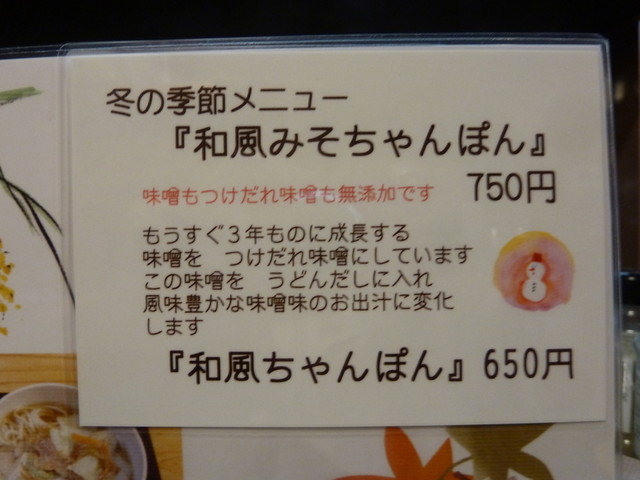 冬の季節メニュー
『和風みそちゃんぽん』
味噌もつけだれ味噌も無添加です 750円
もうすぐ3年ものに成長する
味噌を つけだれ味噌にしています
この味噌を うどんだしに入れ
風味豊かな味噌味のお出汁に変化
します
『和風ちゃんぽん』650円